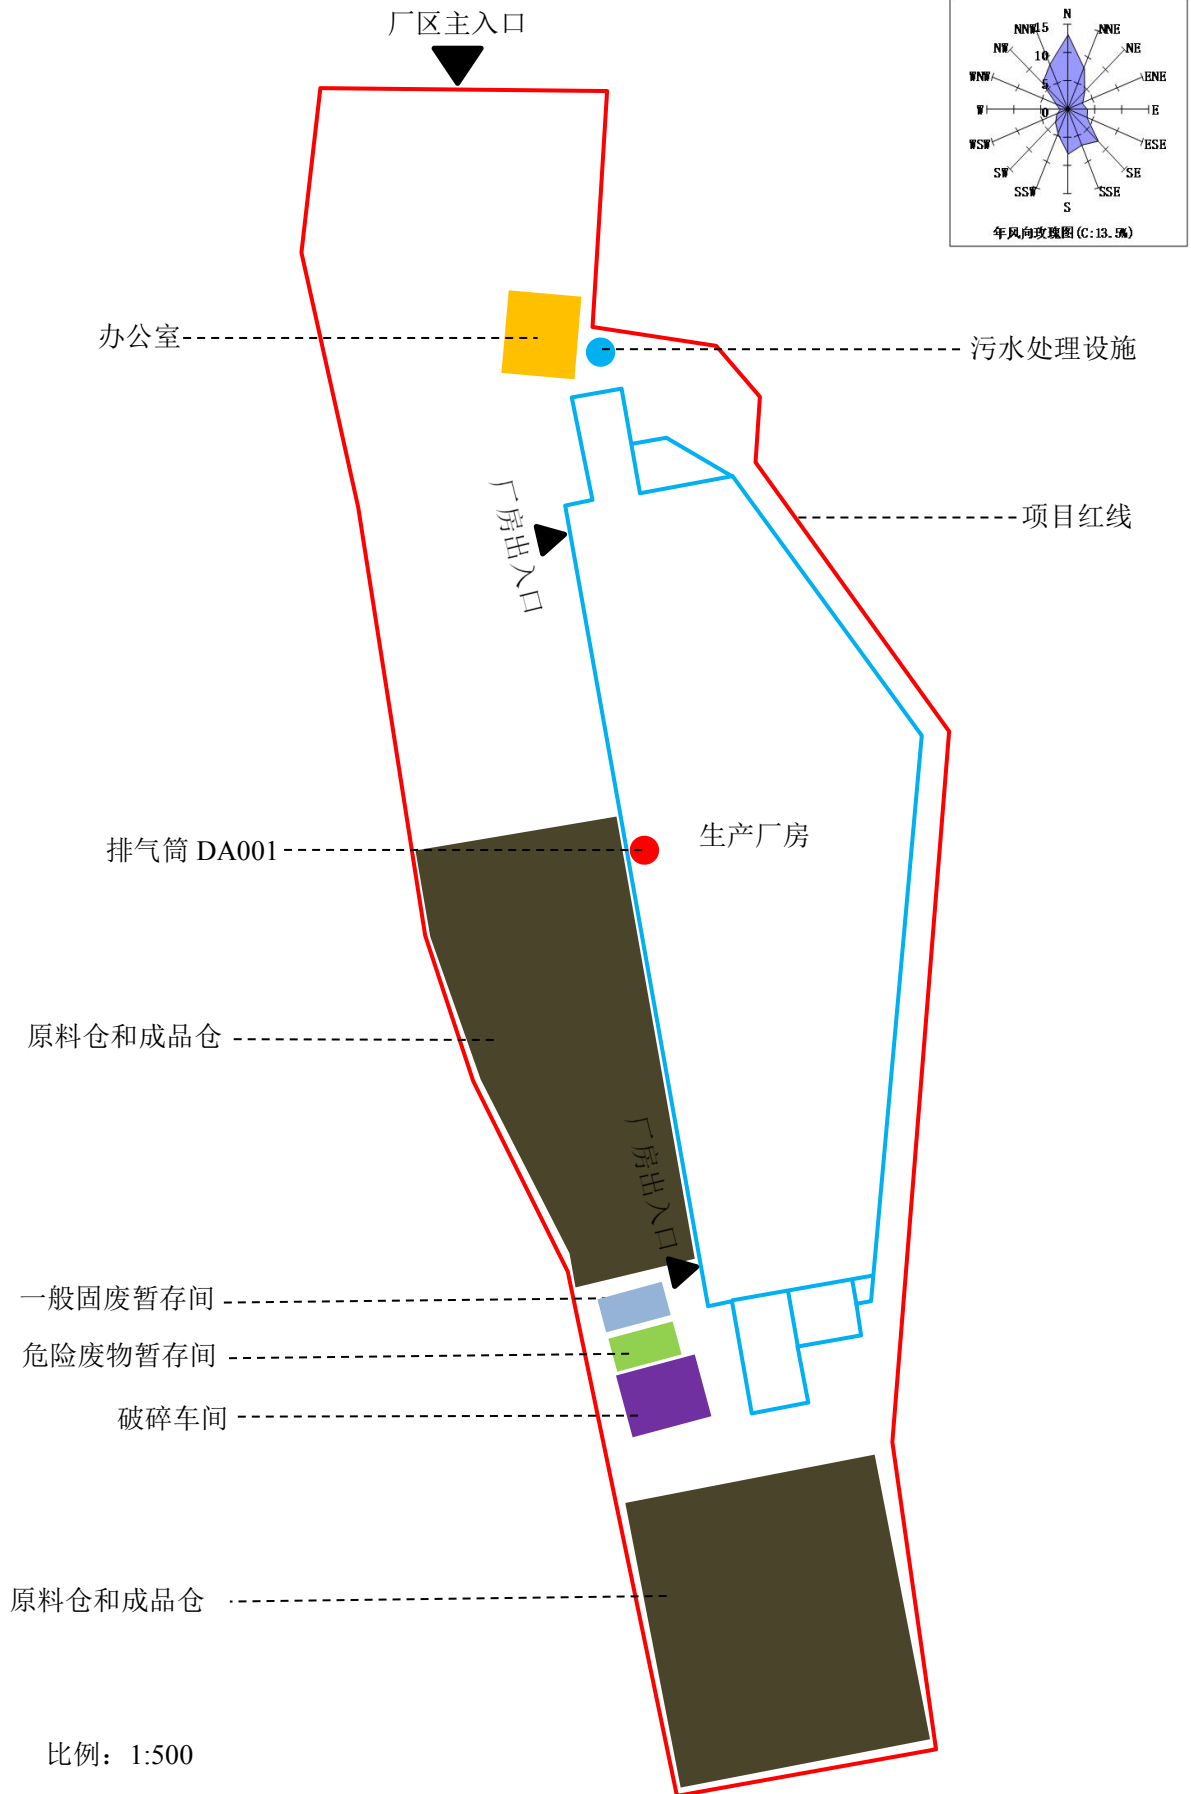 厂区主入口
N
NNW
15
NNE
NW
10
NE
WNW
5
ENE
W
0
E
WSW
ESE
SW
SE
SSW
SSE
S
年风向玫瑰图(C:13.5%)
办公室
污水处理设施
厂房出入口
项目红线
排气筒 DA001
生产厂房
原料仓和成品仓
厂房出入口
一般固废暂存间
危险废物暂存间
破碎车间
原料仓和成品仓
比例：1:500